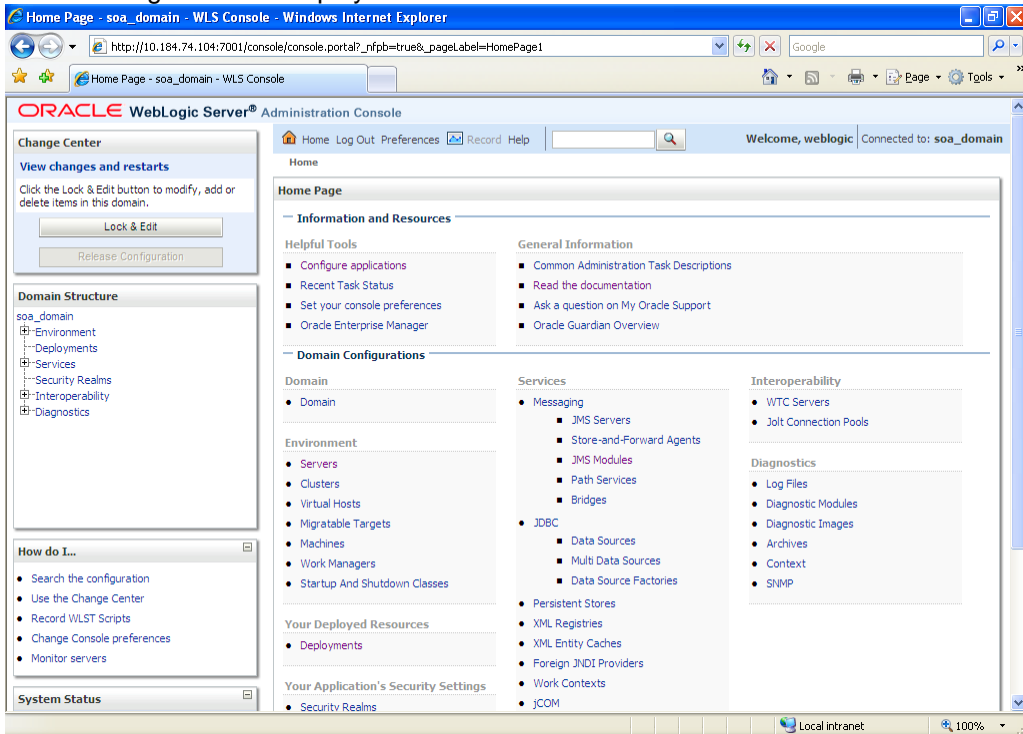 Home Page - soa_domain - WLS Console - Windows Internet Explorer
http://10.184.74.104:7001/console/console.portal?_nfpb=true&_pageLabel=HomePage1
Google
Home Page - soa_domain - WLS Console
Page
Tools
ORACLE WebLogic Server® Administration Console
Change Center
View changes and restarts
Click the Lock & Edit button to modify, add or
delete items in this domain.
Lock & Edit
Release Configuration
Domain Structure
soa_domain
Environment
Deployments
Services
Security Realms
Interoperability
Diagnostics
How do I...
Search the configuration
Use the Change Center
Record WLST Scripts
Change Console preferences
Monitor servers
System Status
Home Log Out Preferences Record Help
Welcome, weblogic Connected to: soa_domain
Home
Home Page
Information and Resources
Helpful Tools
Configure applications
Recent Task Status
Set your console preferences
Oracle Enterprise Manager
General Information
Common Administration Task Descriptions
Read the documentation
Ask a question on My Oracle Support
Oracle Guardian Overview
Domain Configurations
Domain
Domain
Environment
Servers
Clusters
Virtual Hosts
Migratable Targets
Machines
Work Managers
Startup And Shutdown Classes
Your Deployed Resources
Deployments
Your Application's Security Settings
Security Realms
Services
Messaging
JMS Servers
Store-and-Forward Agents
JMS Modules
Path Services
Bridges
JDBC
Data Sources
Multi Data Sources
Data Source Factories
Persistent Stores
XML Registries
XML Entity Caches
Foreign JNDI Providers
Work Contexts
jCOM
Interoperability
WTC Servers
Jolt Connection Pools
Diagnostics
Log Files
Diagnostic Modules
Diagnostic Images
Archives
Context
SNMP
Local intranet
100%